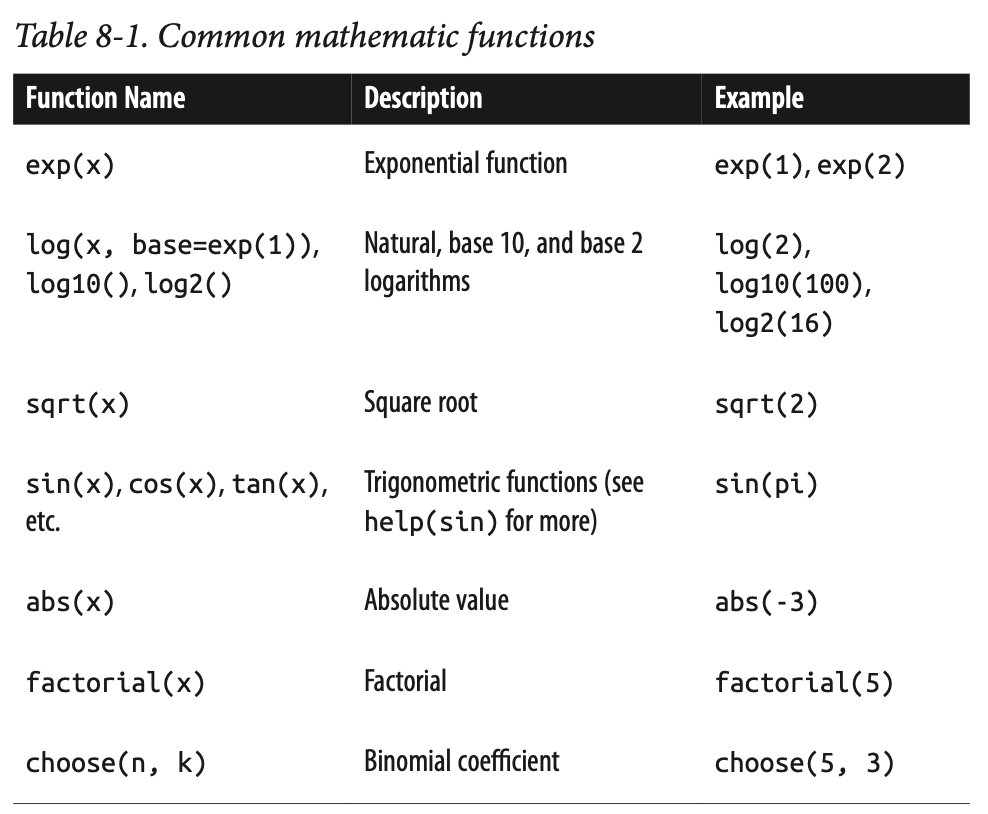 Table 8-1. Common mathematic functions
Function Name Description Example
exp(x) Exponential function exp(1), exp(2)
log(x, base=exp(1)), Natural, base 10, and base 2 log(2),
log10(), log2() logarithms log10(100),
log2(16)
sqrt(x) Square root sqrt(2)
sin(x), cos(x), tan(x), Trigonometric functions (see sin(pi)
etc. help(sin) for more)
abs(x) Absolute value abs(-3)
factorial(x) Factorial factorial(5)
choose(n, k) Binomial coefficient choose(5, 3)